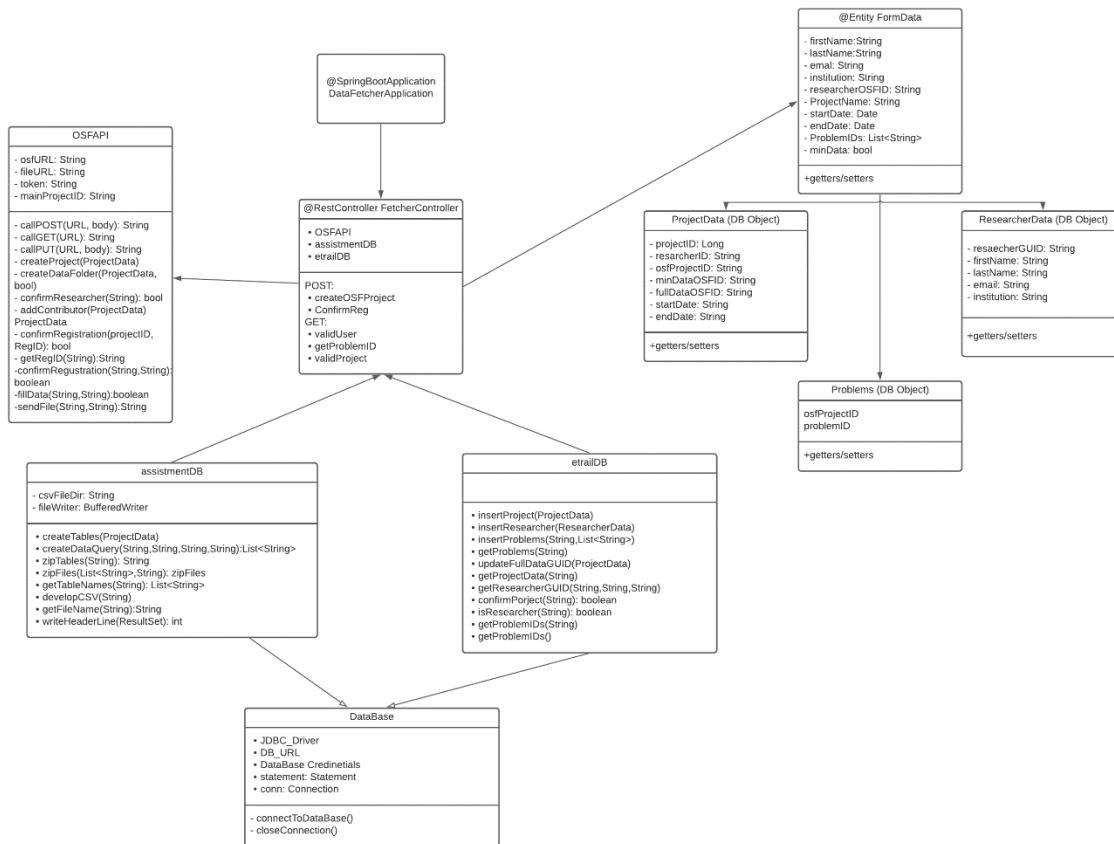 @Entity FormData
- firstName:String
- lastName:String
- emal: String
- institution: String
- researcherOSFID: String
- ProjectName: String
- startDate: Date
- endDate: Date
- ProblemIDs: List<String>
- minData: bool
+getters/setters
@SpringBootApplication
DataFetcherApplication
OSFAPI
- osfURL: String
- fileURL: String
- token: String
- mainProjectID: String
- callPOST(URL, body): String
- callGET(URL): String
- callPUT(URL, body): String
- createProject(ProjectData)
- createDataFolder(ProjectData,
bool)
- confirmResearcher(String): bool
- addContributor(ProjectData)
ProjectData
- confirmRegistration(projectID,
RegID): bool
- getRegID(String):String
-confirmRegustration(String,String):
boolean
-fillData(String,String):boolean
-sendFile(String,String):String
@RestController FetcherController
• OSFAPI
• assistmentDB
• etrailDB
POST:
• createOSFProject
• ConfirmReg
GET:
• validUser
• getProblemID
• validProject
ProjectData (DB Object)
- projectID: Long
- resarcherID: String
- osfProjectID: String
- minDataOSFID: String
- fullDataOSFID: String
- startDate: String
- endDate: String
+getters/setters
ResearcherData (DB Object)
- resaecherGUID: String
- firstName: String
- lastName: String
- email: String
- institution: String
+getters/setters
Problems (DB Object)
osfProjectID
problemID
+getters/setters
assistmentDB
- csvFileDir: String
- fileWriter: BufferedWriter
• createTables(ProjectData)
• createDataQuery(String,String,String,String):List<String>
• zipTables(String): String
• zipFiles(List<String>,String): zipFiles
• getTableNames(String): List<String>
• developCSV(String)
• getFileName(String):String
• writeHeaderLine(ResultSet): int
etrailDB
• insertProject(ProjectData)
• insertResearcher(ResearcherData)
• insertProblems(String,List<String>)
• getProblems(String)
• updateFullDataGUID(ProjectData)
• getProjectData(String)
• getResearcherGUID(String,String,String)
• confirmPorject(String): boolean
• isResearcher(String): boolean
• getProblemIDs(String)
• getProblemIDs()
DataBase
• JDBC_Driver
• DB_URL
• DataBase Credinetials
• statement: Statement
• conn: Connection
- connectToDataBase()
- closeConnection()